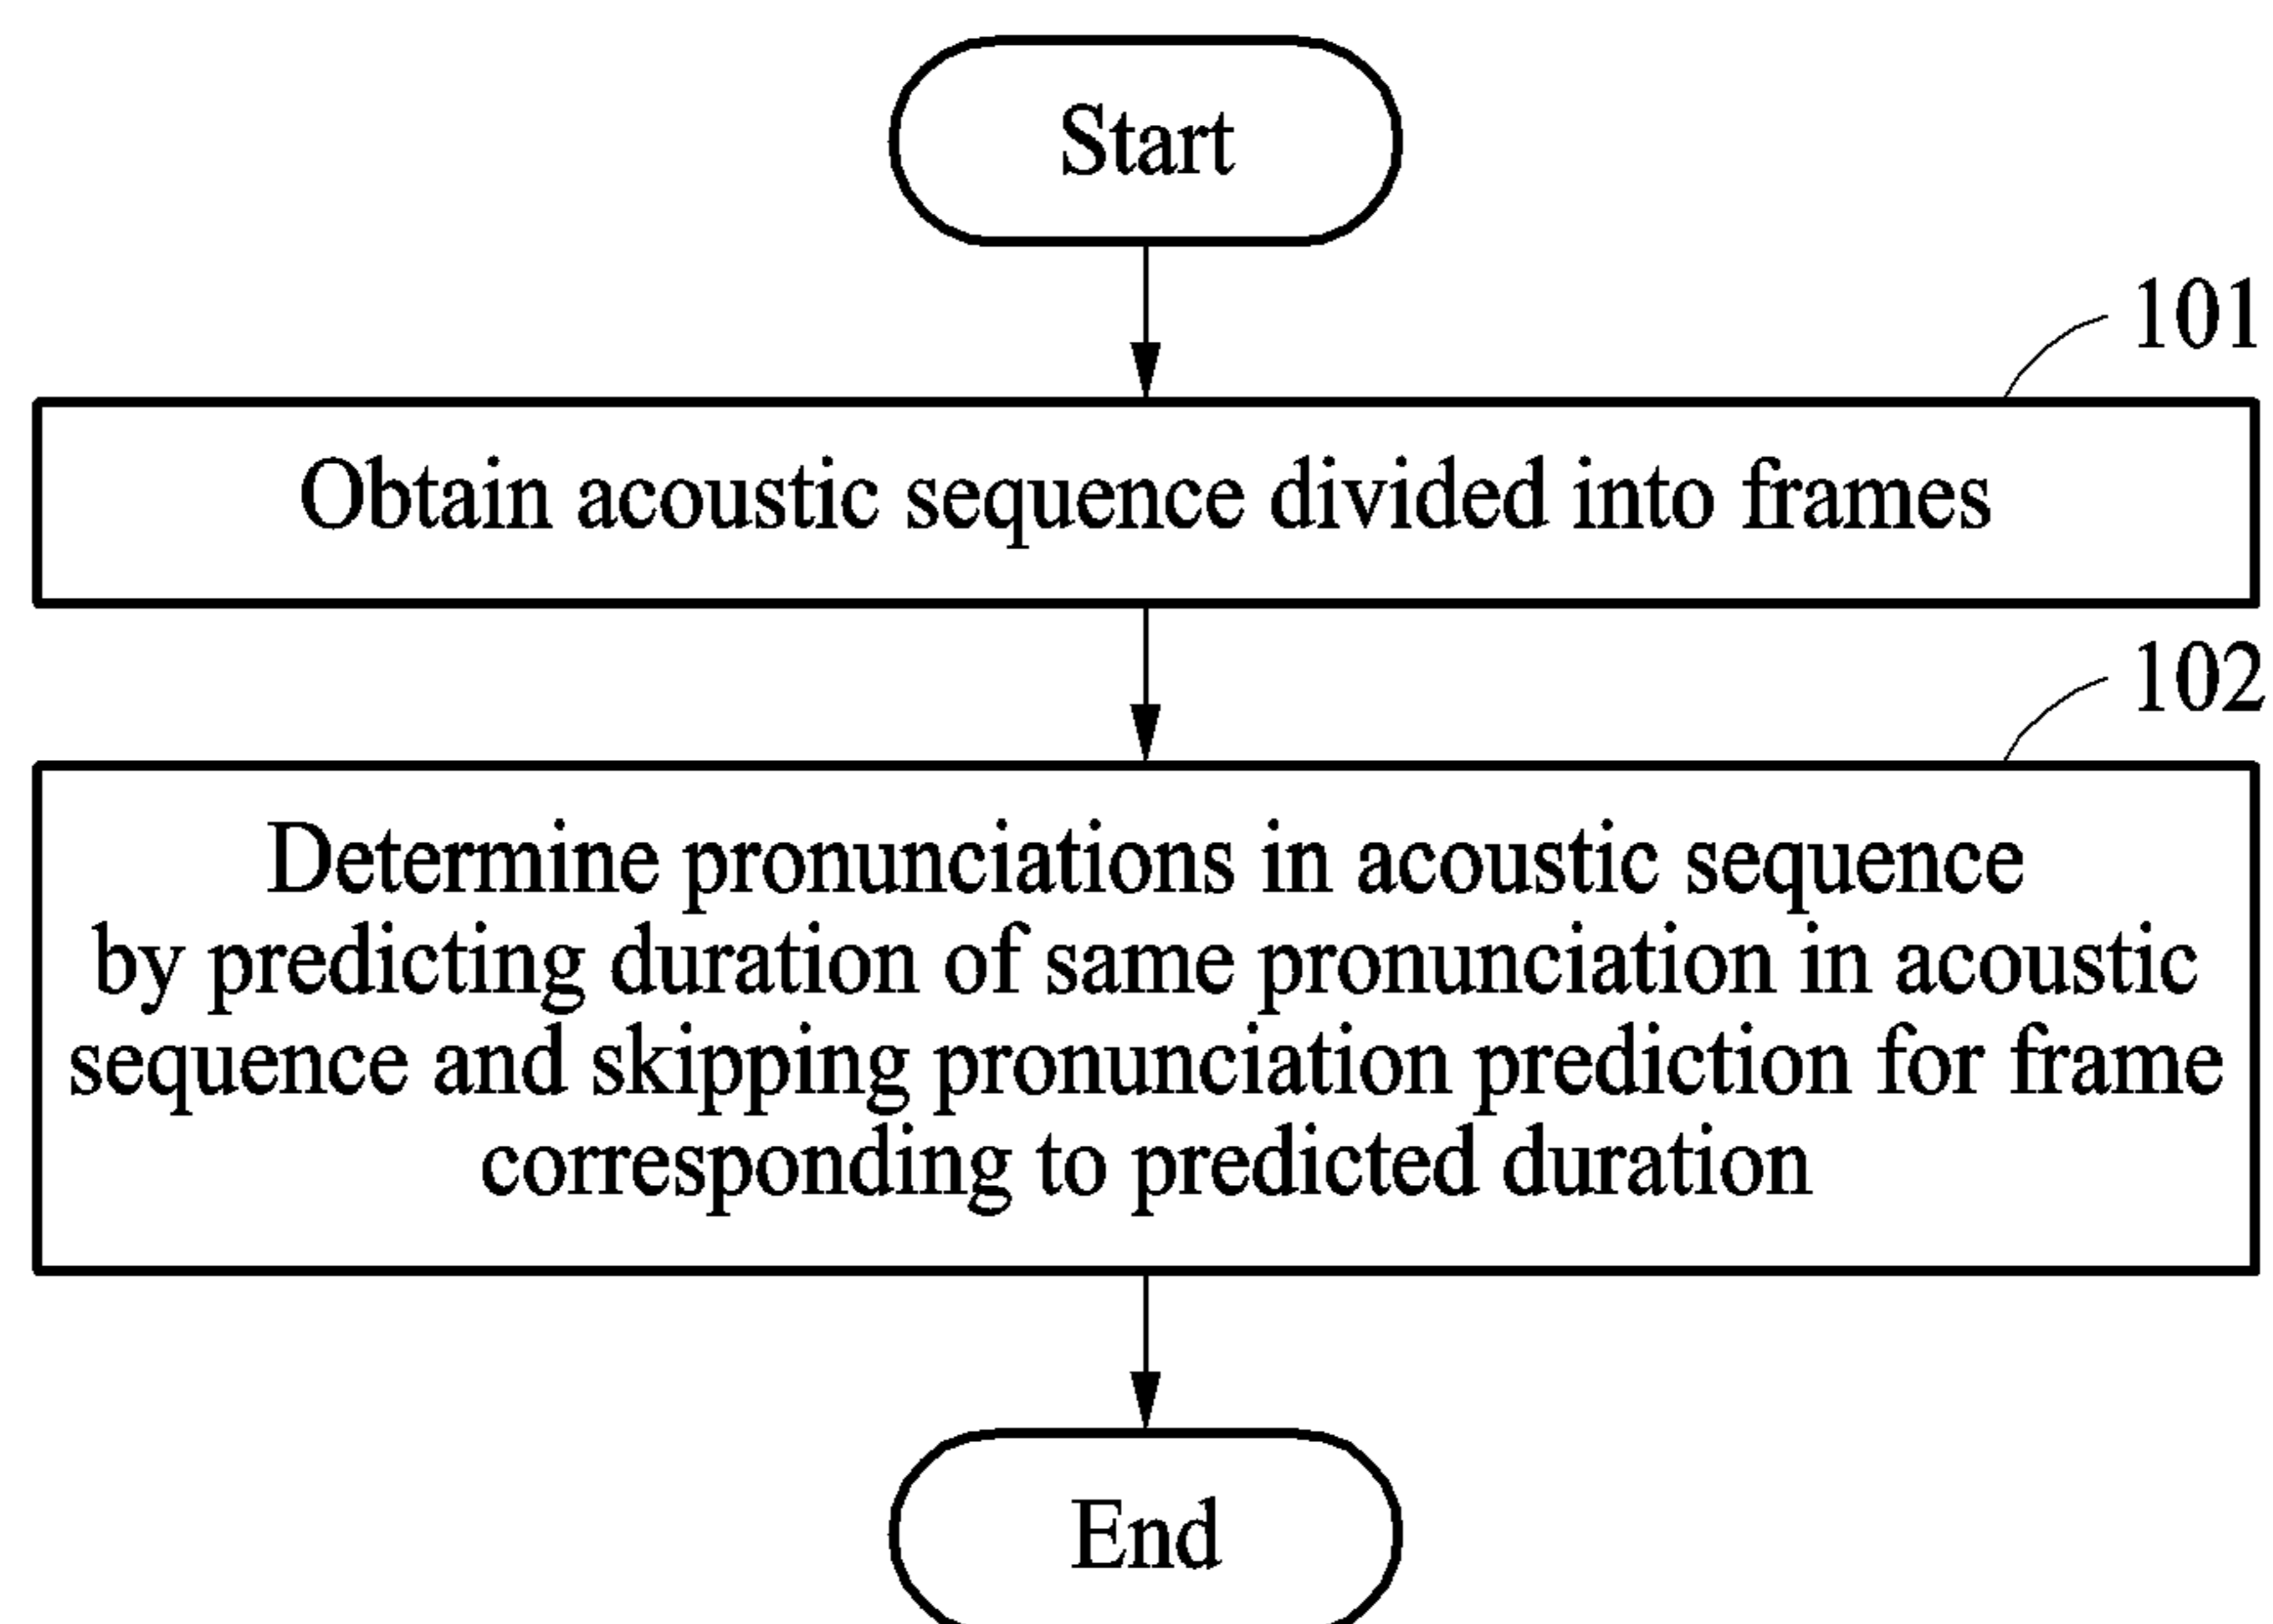 Start
101
Obtain acoustic sequence divided into frames
102
Determine pronunciations in acoustic sequence
by predicting duration of same pronunciation in acoustic
sequence and skipping pronunciation prediction for frame
corresponding to predicted duration
End